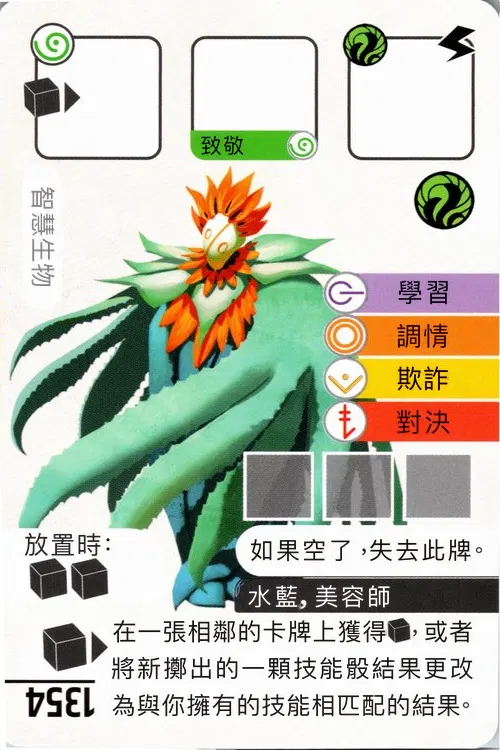 致敬
智慧生物
學習
調情
欺詐
對決
放置時：
如果空了，失去此牌。
水藍，美容師
在一張相鄰的卡牌上獲得，或者
將新擲出的一顆技能骰結果更改
為與你擁有的技能相匹配的結果。
1354